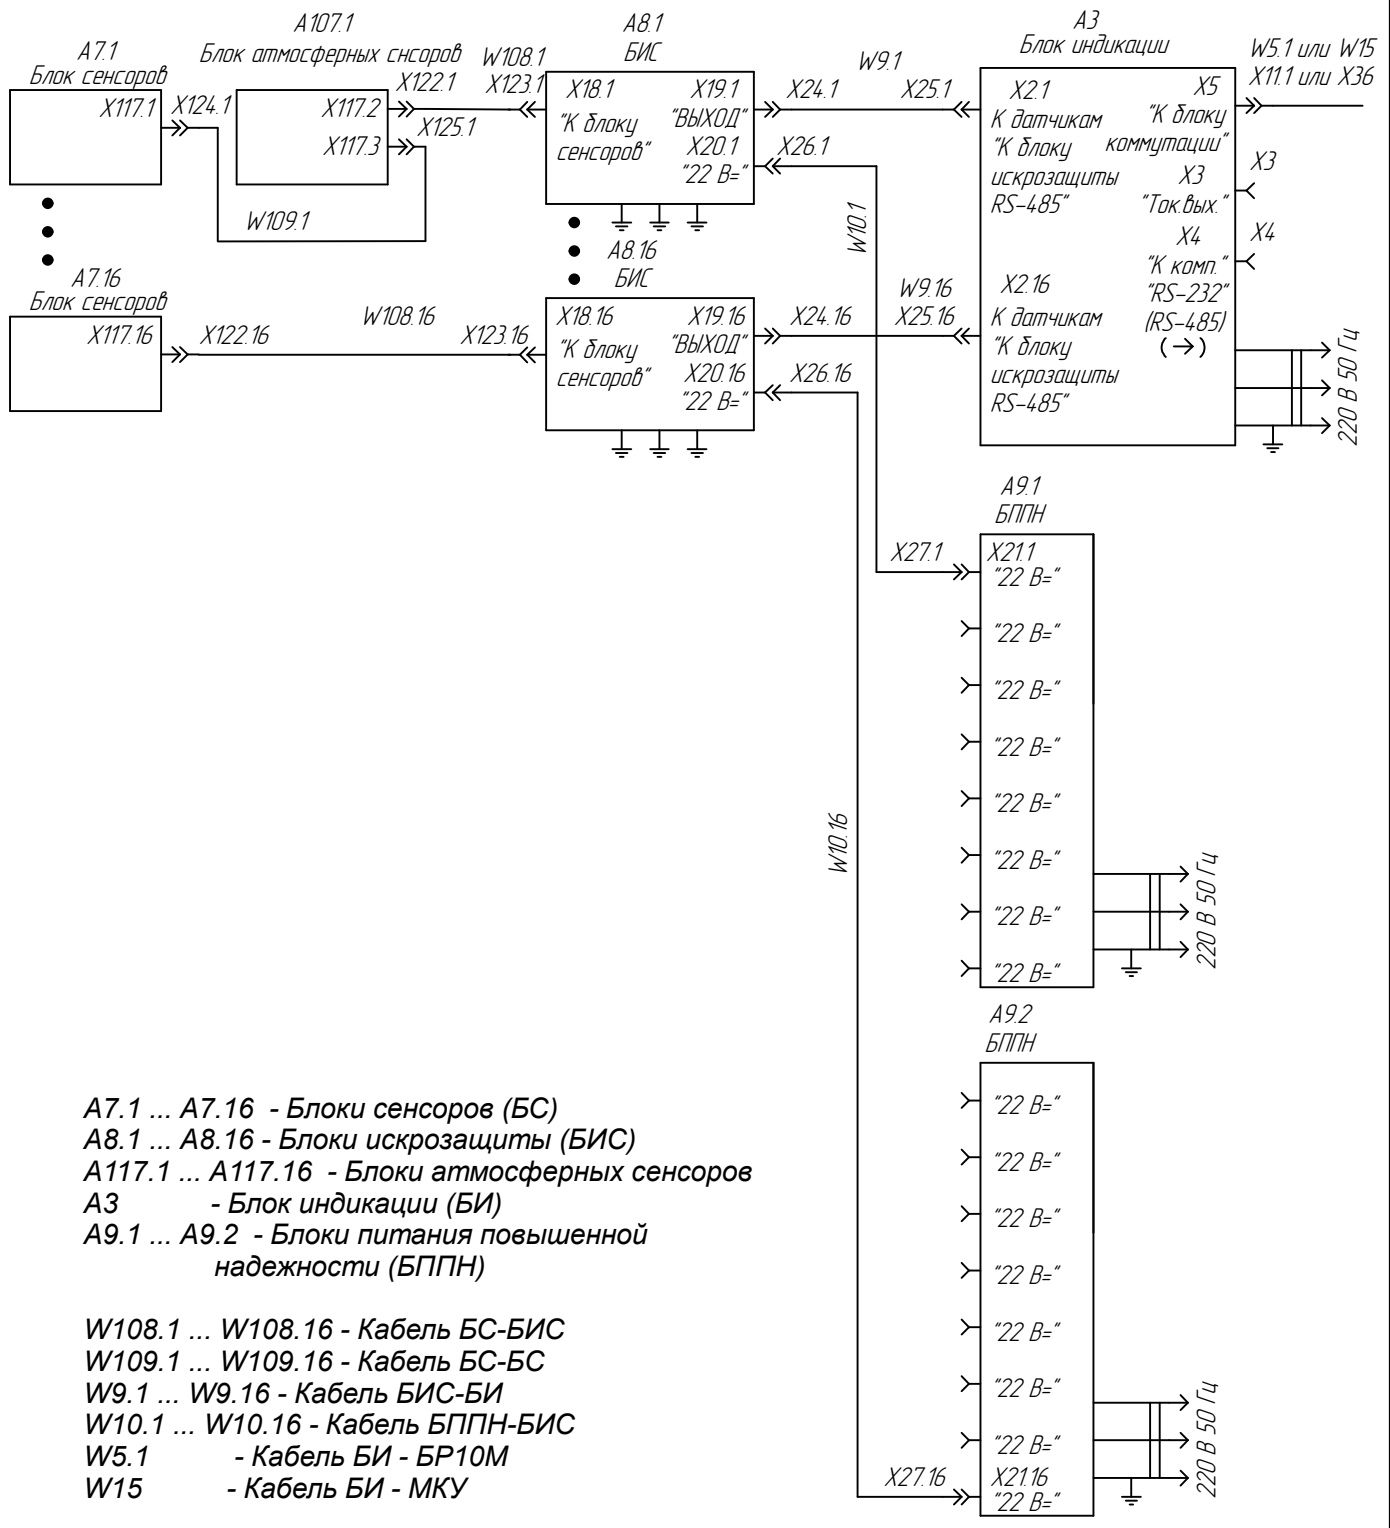 A7.1
Блок сенсоров
X117.1
X124.1
A107.1
Блок атмосферных снсоров
X117.2
X117.3
X122.1
X125.1
W109.1
W108.1
X123.1
A8.1
БИС
X18.1
"К блоку
сенсоров"
X19.1
"ВЫХОД"
X20.1
"22 В="
X24.1
X26.1
W9.1
X25.1
W10.1
A3
Блок индикации
X2.1
К датчикам
"К блоку
искрозащиты
RS-485"
X5
"К блоку
коммутации"
X3
"Ток.вых."
X4
"К комп."
"RS-232"
(RS-485)
(→)
W5.1 или W15
X11.1 или X36
X3
X4
220 В 50 Гц
X2.16
К датчикам
"К блоку
искрозащиты
RS-485"
A7.16
Блок сенсоров
X117.16
X122.16
W108.16
X123.16
A8.16
БИС
X18.16
"К блоку
сенсоров"
X19.16
"ВЫХОД"
X20.16
"22 В="
X24.16
X26.16
W9.16
X25.16
W10.16
A9.1
БППН
X27.1
X21.1
"22 В="
"22 В="
"22 В="
"22 В="
"22 В="
"22 В="
"22 В="
"22 В="
220 В 50 Гц
A9.2
БППН
"22 В="
"22 В="
"22 В="
"22 В="
"22 В="
"22 В="
"22 В="
X27.16
X21.16
"22 В="
220 В 50 Гц
A7.1 ... A7.16 - Блоки сенсоров (БС)
A8.1 ... A8.16 - Блоки искрозащиты (БИС)
A117.1 ... A117.16 - Блоки атмосферных сенсоров
A3 - Блок индикации (БИ)
A9.1 ... A9.2 - Блоки питания повышенной
надежности (БППН)
W108.1 ... W108.16 - Кабель БС-БИС
W109.1 ... W109.16 - Кабель БС-БС
W9.1 ... W9.16 - Кабель БИС-БИ
W10.1 ... W10.16 - Кабель БППН-БИС
W5.1 - Кабель БИ - БР10М
W15 - Кабель БИ - МКУ